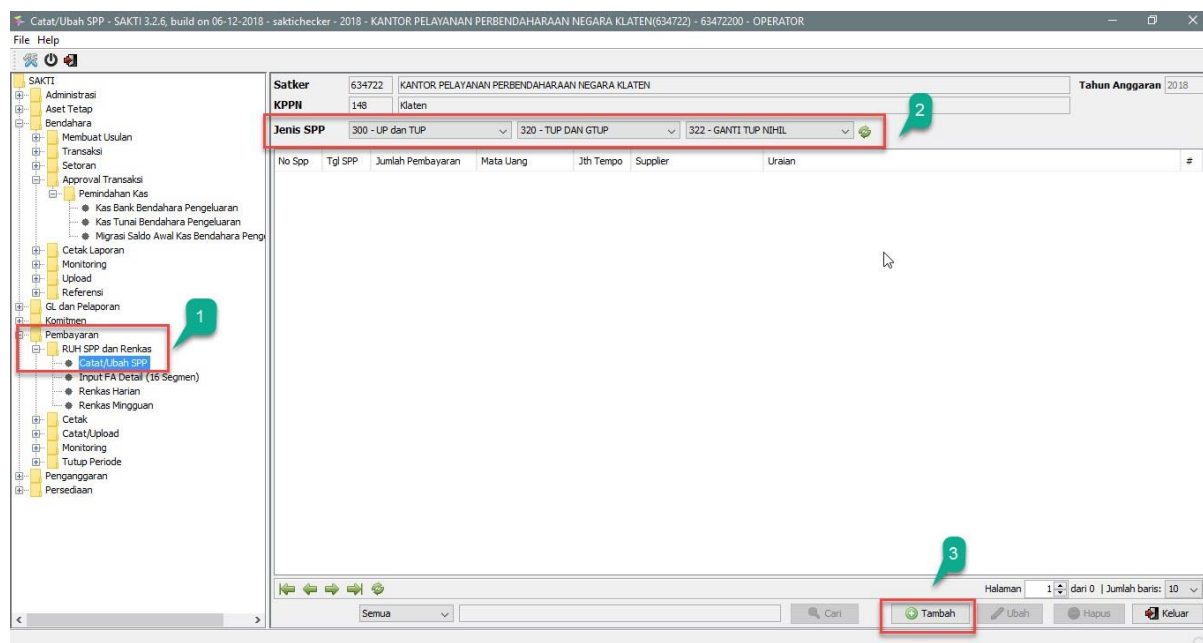 Catat/Ubah SPP - SAKTI 3.2.6, build on 06-12-2018 - saktichecker - 2018 - KANTOR PELAYANAN PERBENDAHARAAN NEGARA KLATEN(634722) - 63472200 - OPERATOR
File Help
SAKTI
Administrasi
Aset Tetap
Bendahara
Membuat Usulan
Transaksi
Setoran
Approval Transaksi
Pemindahan Kas
Kas Bank Bendahara Pengeluaran
Kas Tunai Bendahara Pengeluaran
Migrasi Saldo Awal Kas Bendahara Penge
Cetak Laporan
Monitoring
Upload
Referensi
GL dan Pelaporan
Komitmen
Pembayaran
RUH SPP dan Renkas
Catat/Ubah SPP
Input FA Detail (16 Segmen)
Renkas Harian
Renkas Mingguan
Cetak
Catat/Upload
Monitoring
Tutup Periode
Penganggaran
Persediaan
1
Satker 634722 KANTOR PELAYANAN PERBENDAHARAAN NEGARA KLATEN Tahun Anggaran 2018
KPPN 148 Klaten
2
Jenis SPP 300 - UP dan TUP 320 - TUP DAN GTUP 322 - GANTI TUP NIHIL
No Spp Tgl SPP Jumlah Pembayaran Mata Uang Jth Tempo Supplier Uraian #
3
Halaman 1 dari 0 | Jumlah baris: 10
Semua Cari Tambah Ubah Hapus Keluar